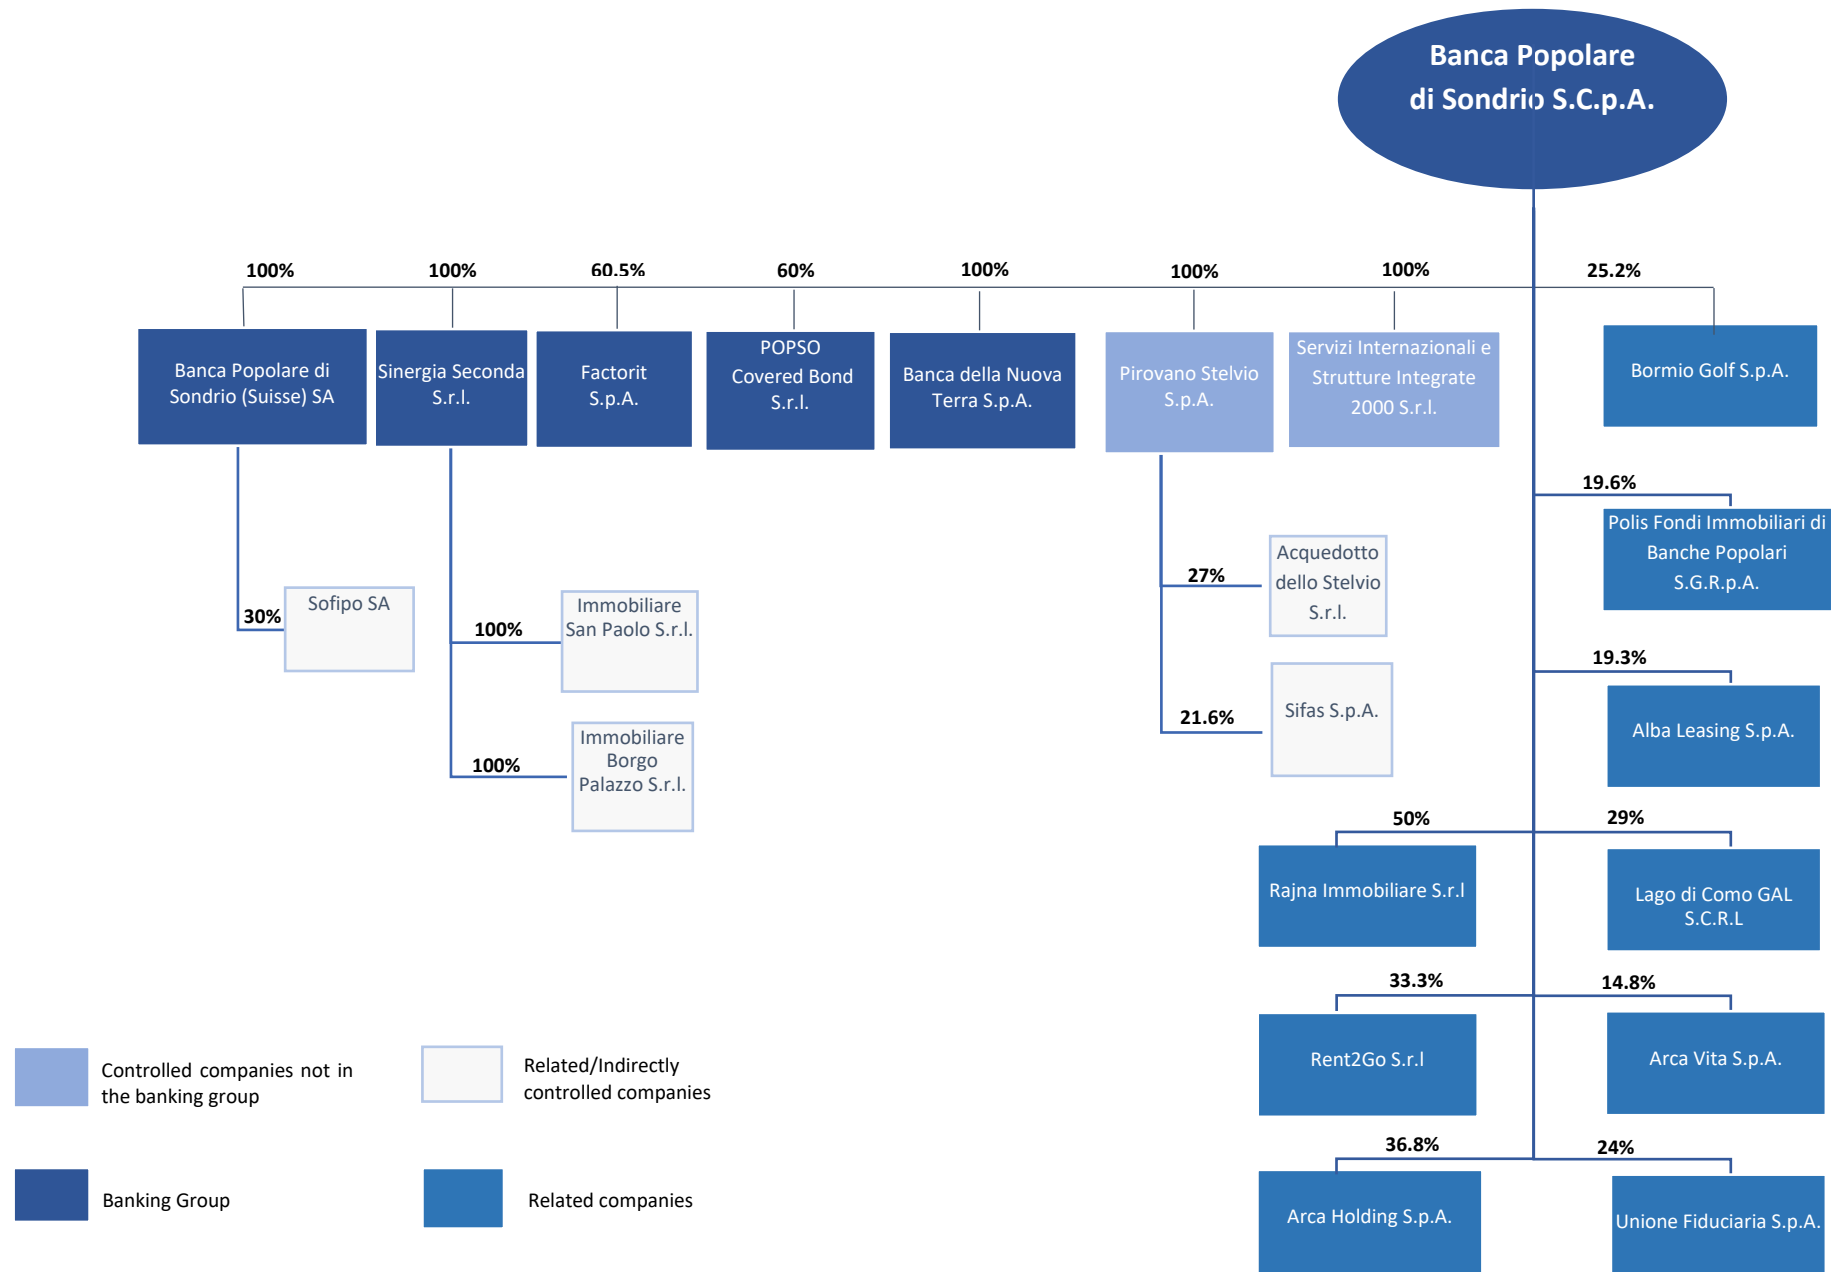 Banca Popolare
di Sondrio S.C.p.A.
100%
100%
60.5%
60%
100%
100%
100%
25.2%
Banca Popolare di
Sondrio (Suisse) SA
Sinergia Seconda
S.r.l.
Factorit
S.p.A.
POPSO
Covered Bond
S.r.l.
Banca della Nuova
Terra S.p.A.
Pirovano Stelvio
S.p.A.
Servizi Internazionali e
Strutture Integrate
2000 S.r.l.
Bormio Golf S.p.A.
19.6%
Polis Fondi Immobiliari di
Banche Popolari
S.G.R.p.A.
30%
Sofipo SA
100%
Immobiliare
San Paolo S.r.l.
100%
Immobiliare
Borgo
Palazzo S.r.l.
27%
Acquedotto
dello Stelvio
S.r.l.
21.6%
Sifas S.p.A.
19.3%
Alba Leasing S.p.A.
50%
29%
Rajna Immobiliare S.r.l
Lago di Como GAL
S.C.R.L
33.3%
14.8%
Rent2Go S.r.l
Arca Vita S.p.A.
36.8%
24%
Arca Holding S.p.A.
Unione Fiduciaria S.p.A.
Controlled companies not in
the banking group
Related/Indirectly
controlled companies
Banking Group
Related companies